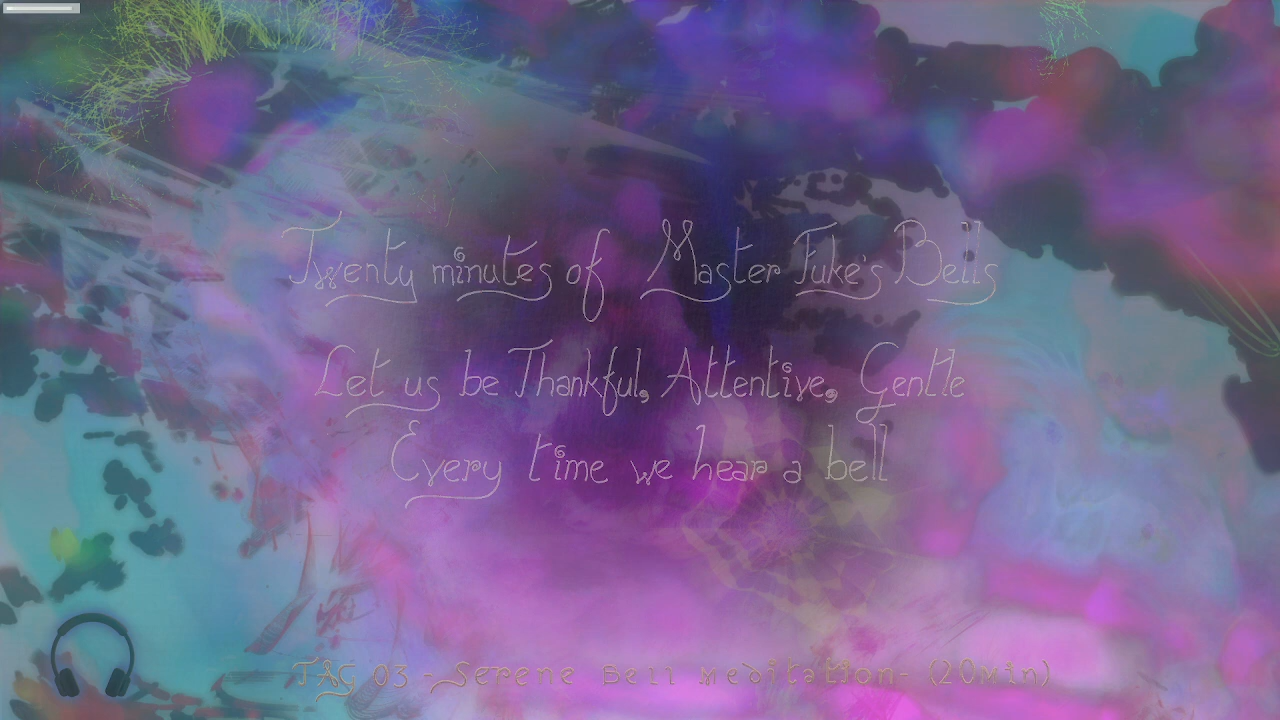 Twenty minutes of Master Fuke's Bells
Let us be Thankful, Attentive, Gentle
Every time we hear a bell
TAG 03 -Serene Bell Meditation- (20Min)